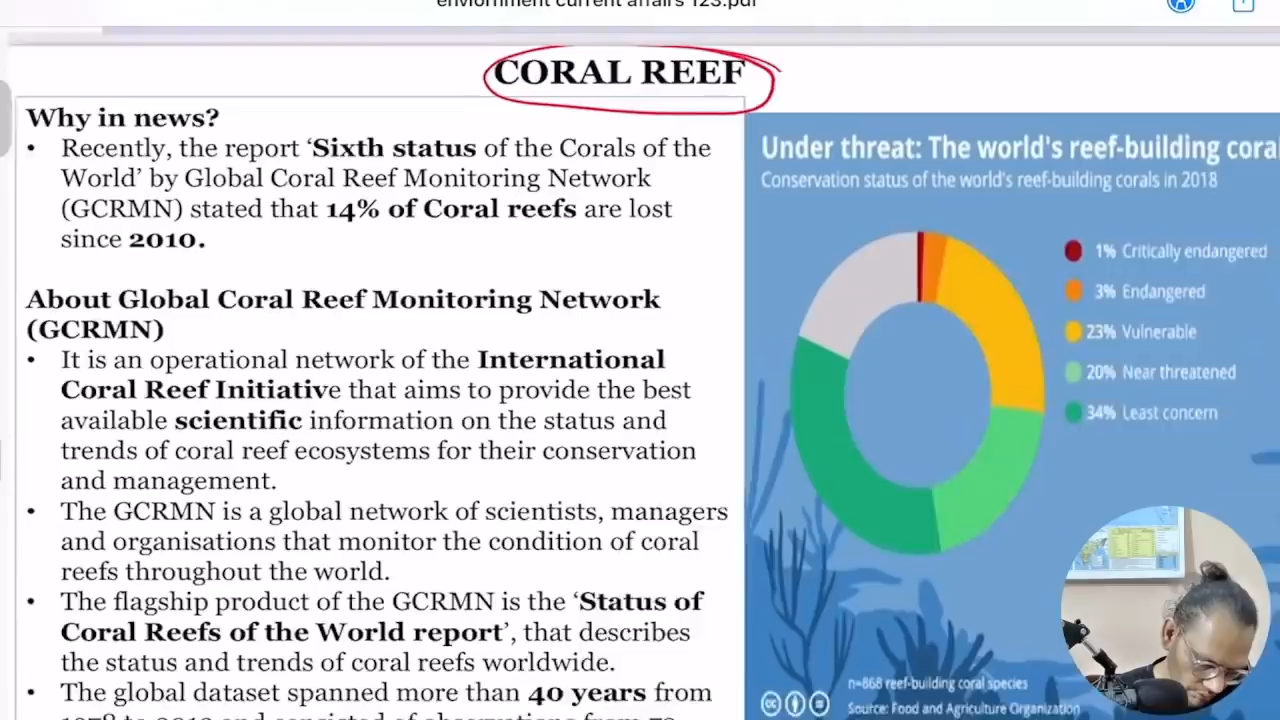 enviornment current affairs 123.pdf
CORAL REEF
Why in news?
• Recently, the report ‘Sixth status of the Corals of the
World’ by Global Coral Reef Monitoring Network
(GCRMN) stated that 14% of Coral reefs are lost
since 2010.
About Global Coral Reef Monitoring Network
(GCRMN)
• It is an operational network of the International
Coral Reef Initiative that aims to provide the best
available scientific information on the status and
trends of coral reef ecosystems for their conservation
and management.
• The GCRMN is a global network of scientists, managers
and organisations that monitor the condition of coral
reefs throughout the world.
• The flagship product of the GCRMN is the ‘Status of
Coral Reefs of the World report’, that describes
the status and trends of coral reefs worldwide.
• The global dataset spanned more than 40 years from
Under threat: The world's reef-building cora
Conservation status of the world's reef-building corals in 2018
1% Critically endangered
3% Endangered
23% Vulnerable
20% Near threatened
34% Least concern
n=868 reef-building coral species
Source: Food and Agriculture Organization